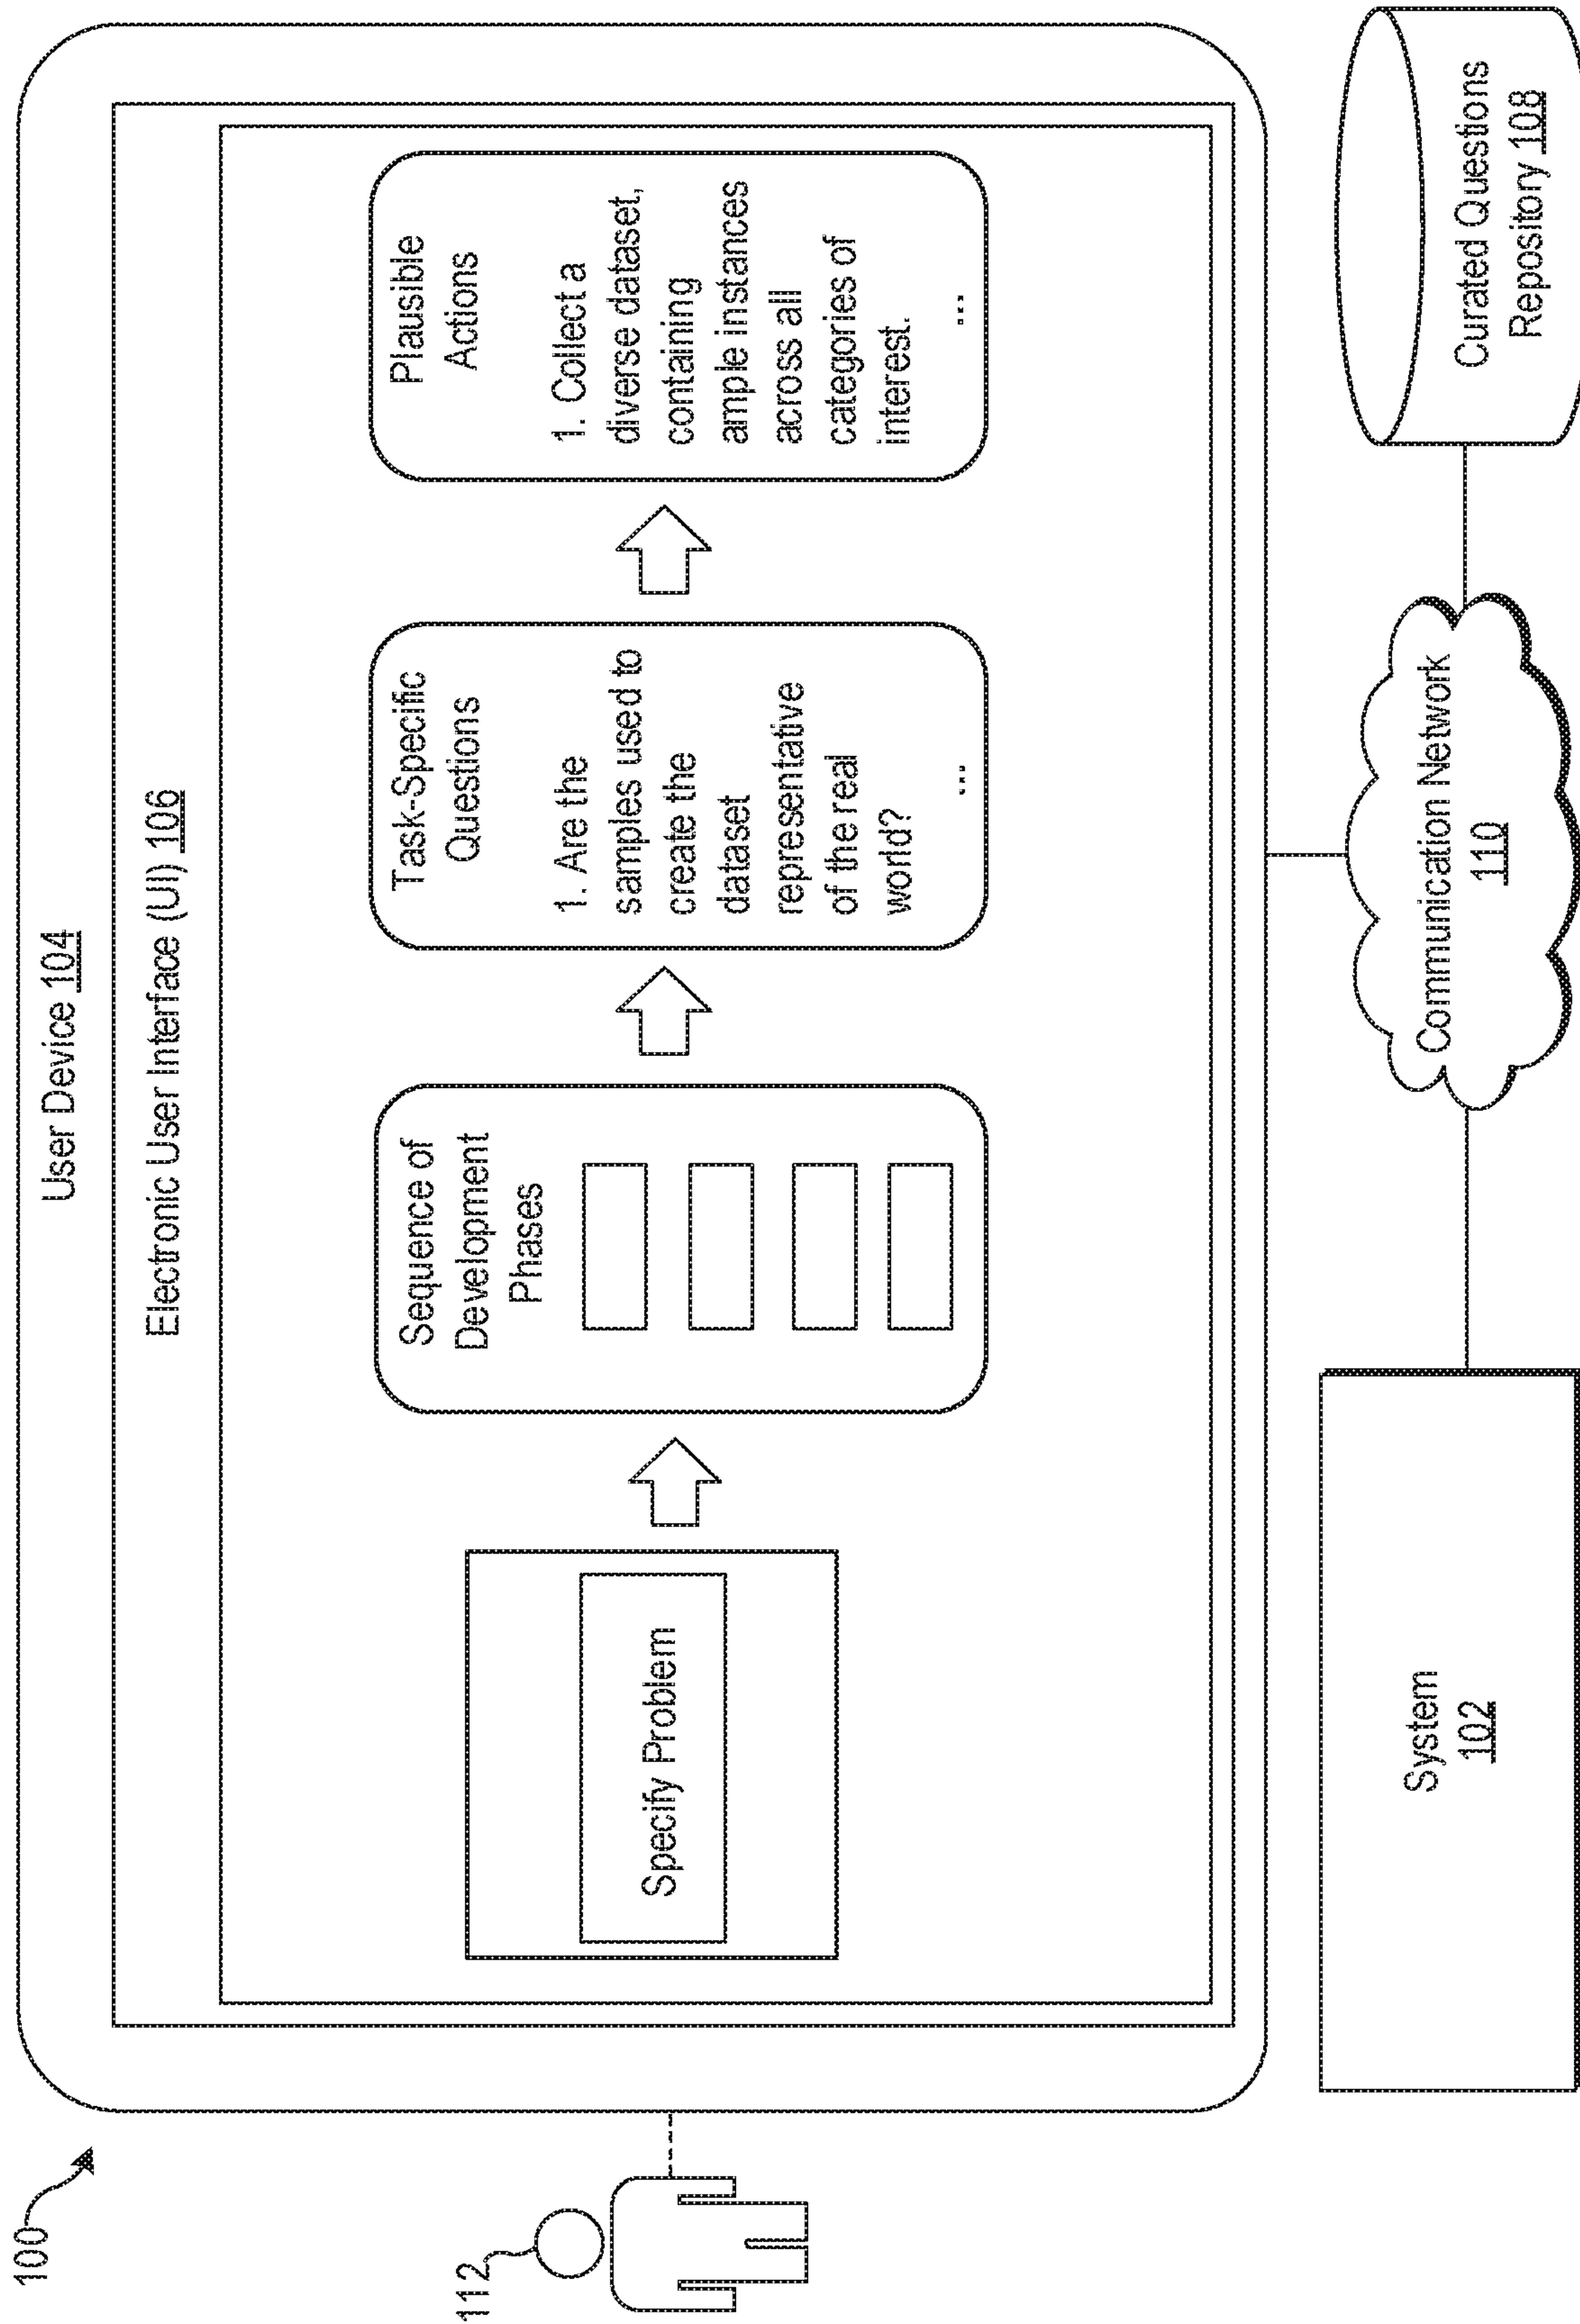 100
User Device 104
Electronic User Interface (UI) 106
112
Specify Problem
Sequence of
Development
Phases
Task-Specific
Questions
1. Are the
samples used to
create the
dataset
representative
of the real
world?
...
Plausible
Actions
1. Collect a
diverse dataset,
containing
ample instances
across all
categories of
interest.
...
System
102
Communication Network
110
Curated Questions
Repository 108